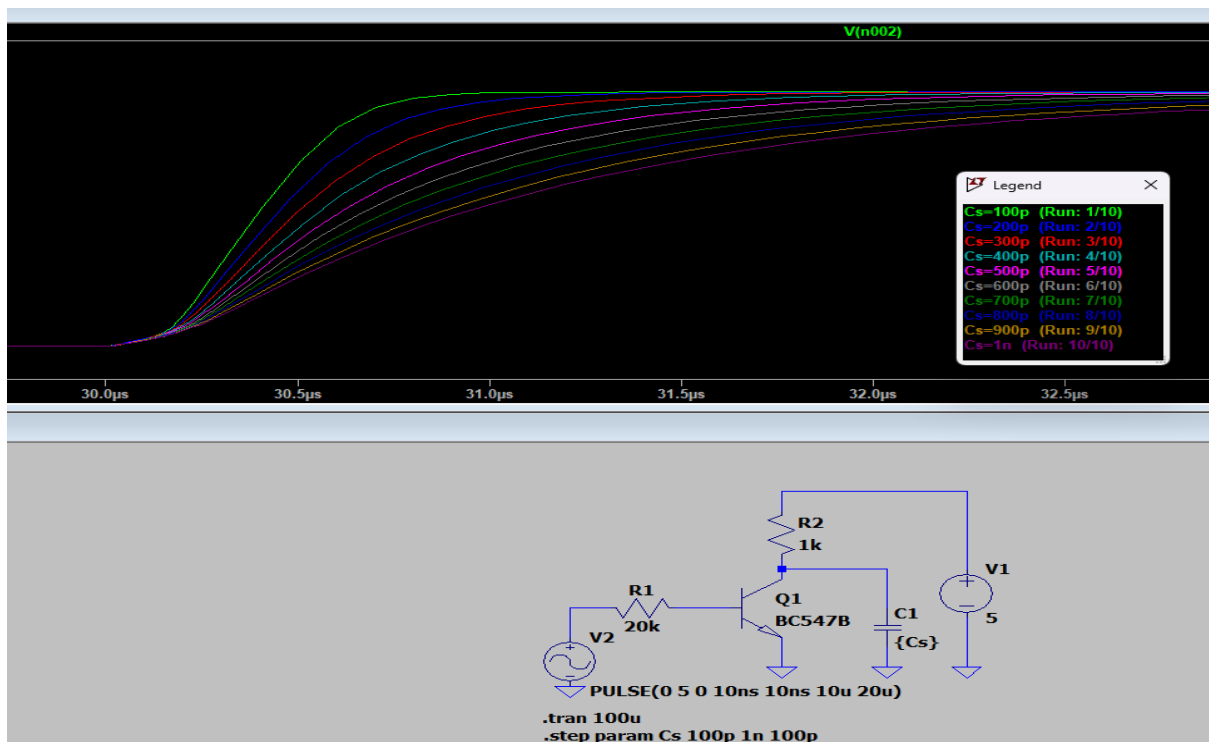 V(n002)
Legend
Cs=100p (Run: 1/10)
Cs=200p (Run: 2/10)
Cs=300p (Run: 3/10)
Cs=400p (Run: 4/10)
Cs=500p (Run: 5/10)
Cs=600p (Run: 6/10)
Cs=700p (Run: 7/10)
Cs=800p (Run: 8/10)
Cs=900p (Run: 9/10)
Cs=1n (Run: 10/10)
30.0µs 30.5µs 31.0µs 31.5µs 32.0µs 32.5µs
R2
1k
V1
5
R1
20k
Q1
BC547B
C1
{Cs}
V2
PULSE(0 5 0 10ns 10ns 10u 20u)
.tran 100u
.step param Cs 100p 1n 100p